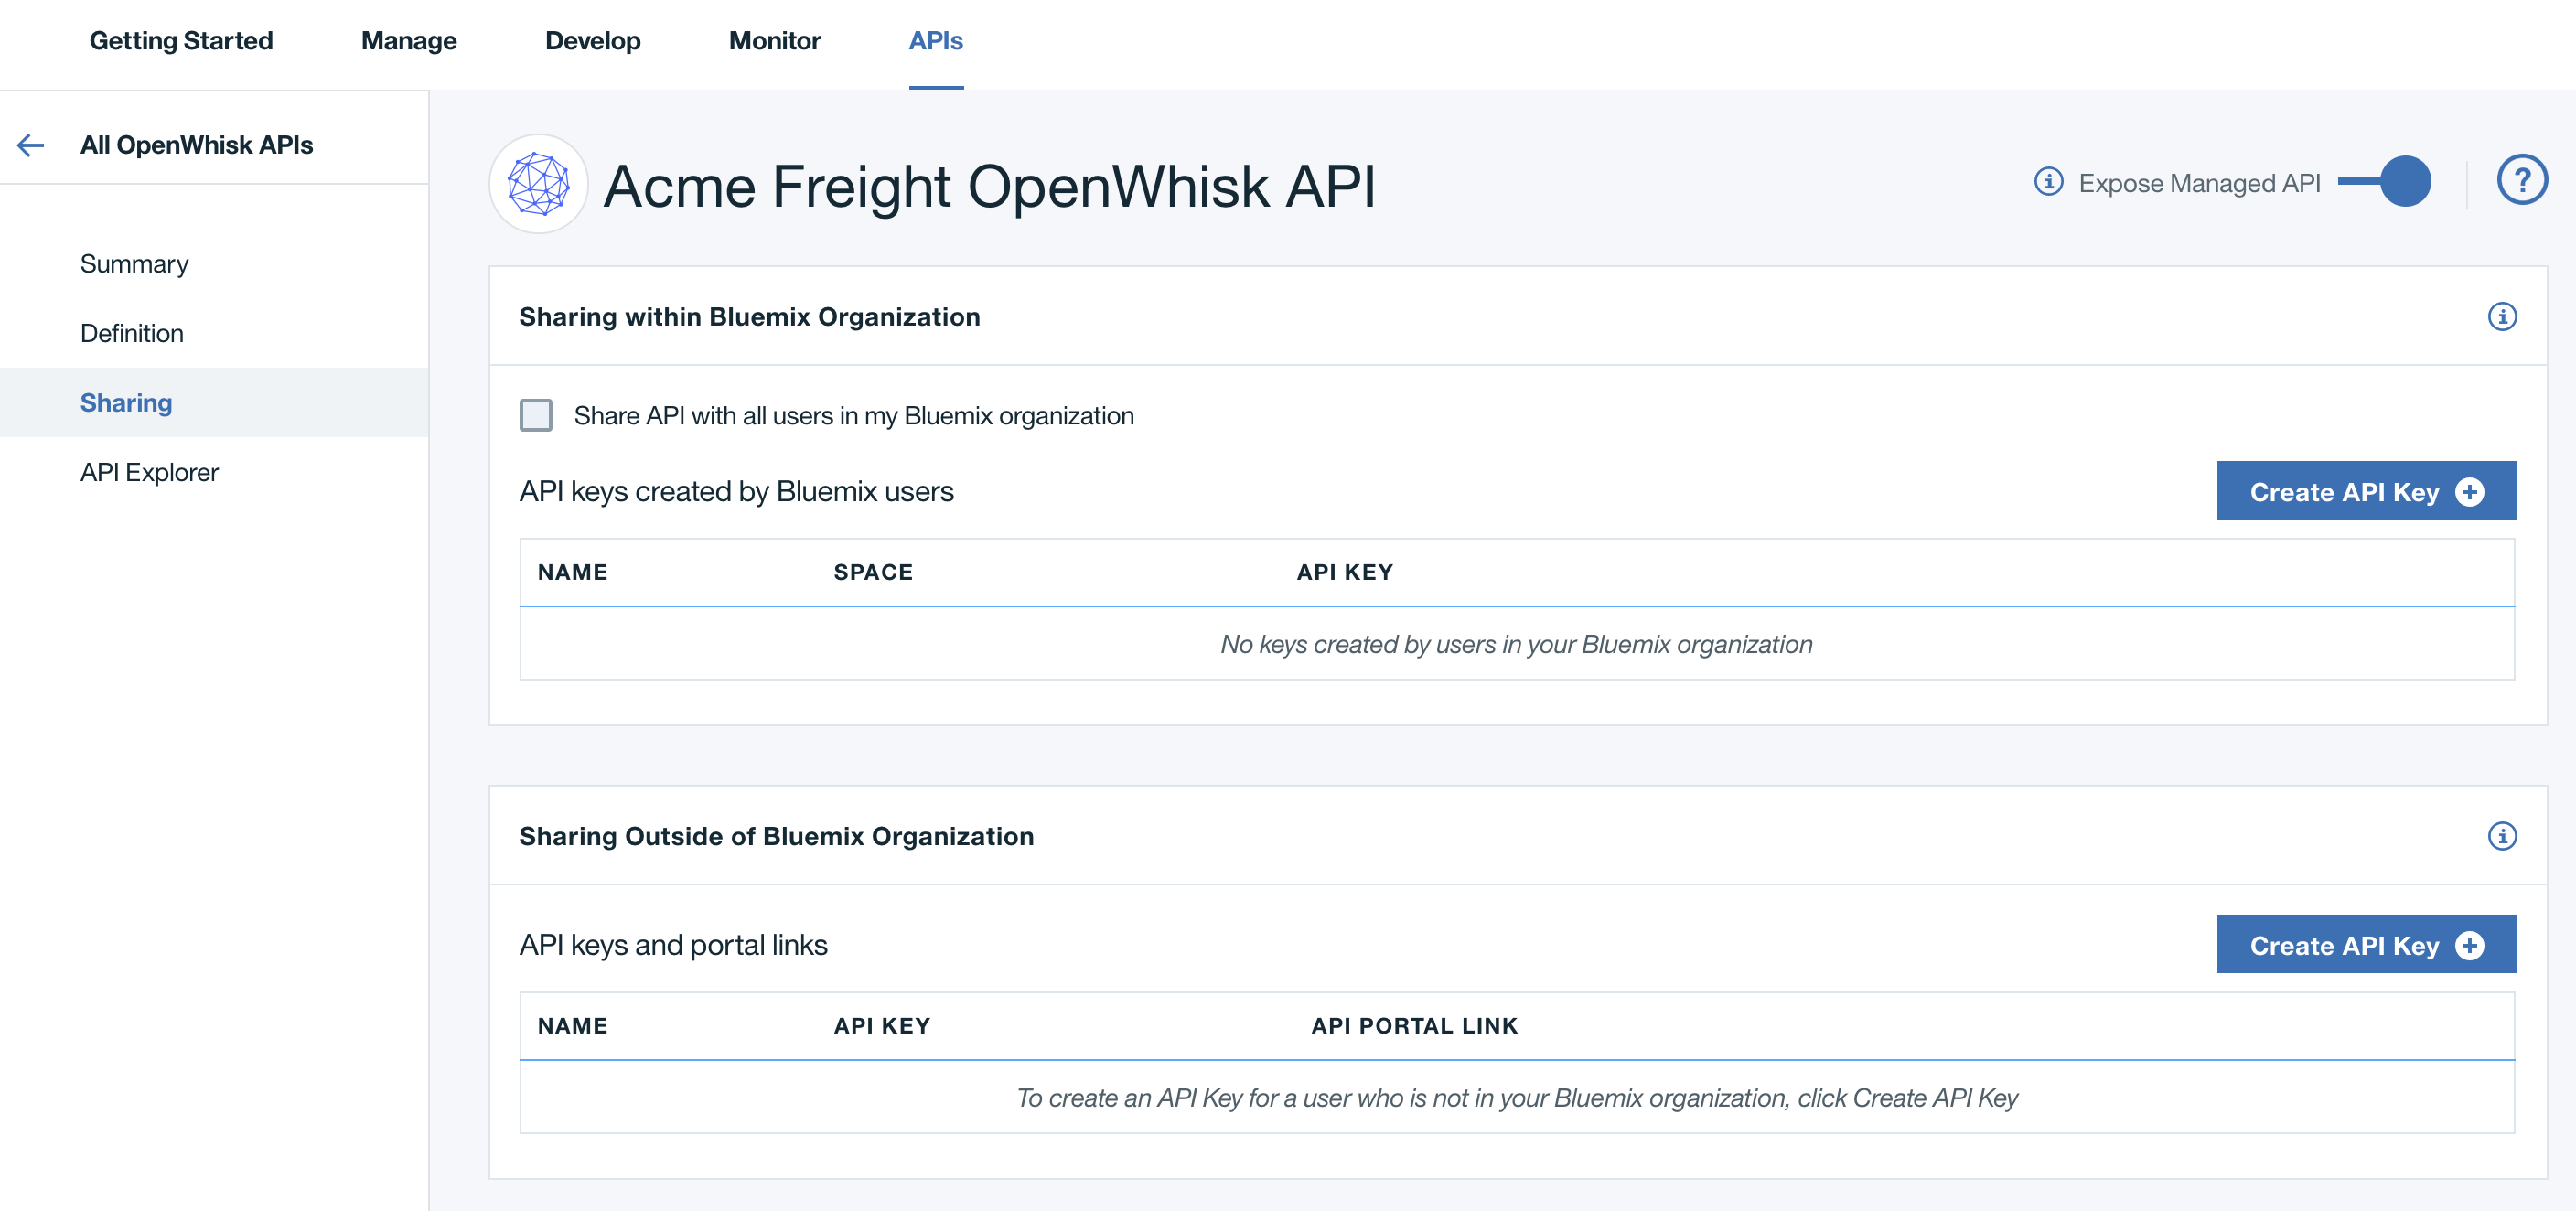 Getting Started Manage Develop Monitor APIs
All OpenWhisk APIs
Summary
Definition
Sharing
API Explorer
Acme Freight OpenWhisk API
Expose Managed API
?
Sharing within Bluemix Organization
Share API with all users in my Bluemix organization
API keys created by Bluemix users
Create API Key
NAME SPACE API KEY
No keys created by users in your Bluemix organization
Sharing Outside of Bluemix Organization
API keys and portal links
Create API Key
NAME API KEY API PORTAL LINK
To create an API Key for a user who is not in your Bluemix organization, click Create API Key